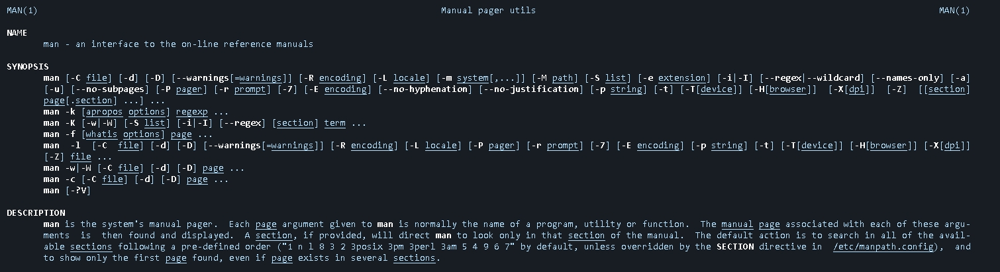 MAN(1) Manual pager utils MAN(1)
NAME
man - an interface to the on-line reference manuals
SYNOPSIS
man [-C file] [-d] [-D] [--warnings[=warnings]] [-R encoding] [-L locale] [-m system[,...]] [-M path] [-S list] [-e extension] [-i|-I] [--regex|--wildcard] [--names-only] [-a]
[-u] [--no-subpages] [-P pager] [-r prompt] [-7] [-E encoding] [--no-hyphenation] [--no-justification] [-p string] [-t] [-T[device]] [-H[browser]] [-X[dpi]] [-Z] [[section]
page[.section] ...] ...
man -k [apropos options] regexp ...
man -K [-w|-W] [-S list] [-i|-I] [--regex] [section] term ...
man -f [whatis options] page ...
man -l [-C file] [-d] [-D] [--warnings[=warnings]] [-R encoding] [-L locale] [-P pager] [-r prompt] [-7] [-E encoding] [-p string] [-t] [-T[device]] [-H[browser]] [-X[dpi]]
[-Z] file ...
man -w|-W [-C file] [-d] [-D] page ...
man -c [-C file] [-d] [-D] page ...
man [-?V]
DESCRIPTION
man is the system's manual pager. Each page argument given to man is normally the name of a program, utility or function. The manual page associated with each of these argu-
ments is then found and displayed. A section, if provided, will direct man to look only in that section of the manual. The default action is to search in all of the avail-
able sections following a pre-defined order ("1 n l 8 3 2 3posix 3pm 3perl 3am 5 4 9 6 7" by default, unless overridden by the SECTION directive in /etc/manpath.config), and
to show only the first page found, even if page exists in several sections.